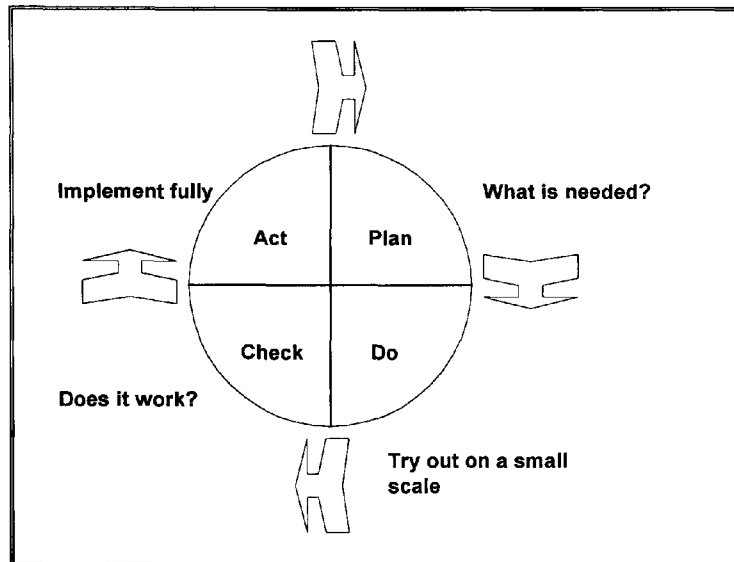 Implement fully
What is needed?
Act
Plan
Check
Do
Does it work?
Try out on a small
scale